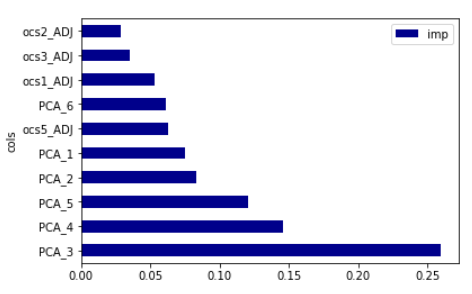 imp
ocs2_ADJ
ocs3_ADJ
ocs1_ADJ
PCA_6
ocs5_ADJ
PCA_1
PCA_2
PCA_5
PCA_4
PCA_3
cols
0.00 0.05 0.10 0.15 0.20 0.25